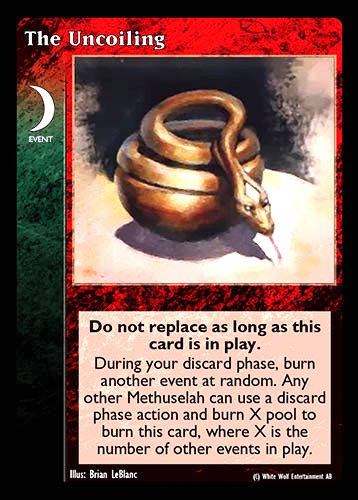 The Uncoiling
EVENT
Do not replace as long as this
card is in play.
During your discard phase, burn
another event at random. Any
other Methuselah can use a discard
phase action and burn X pool to
burn this card, where X is the
number of other events in play.
Illus: Brian LeBlanc
(C) White Wolf Entertainment AB